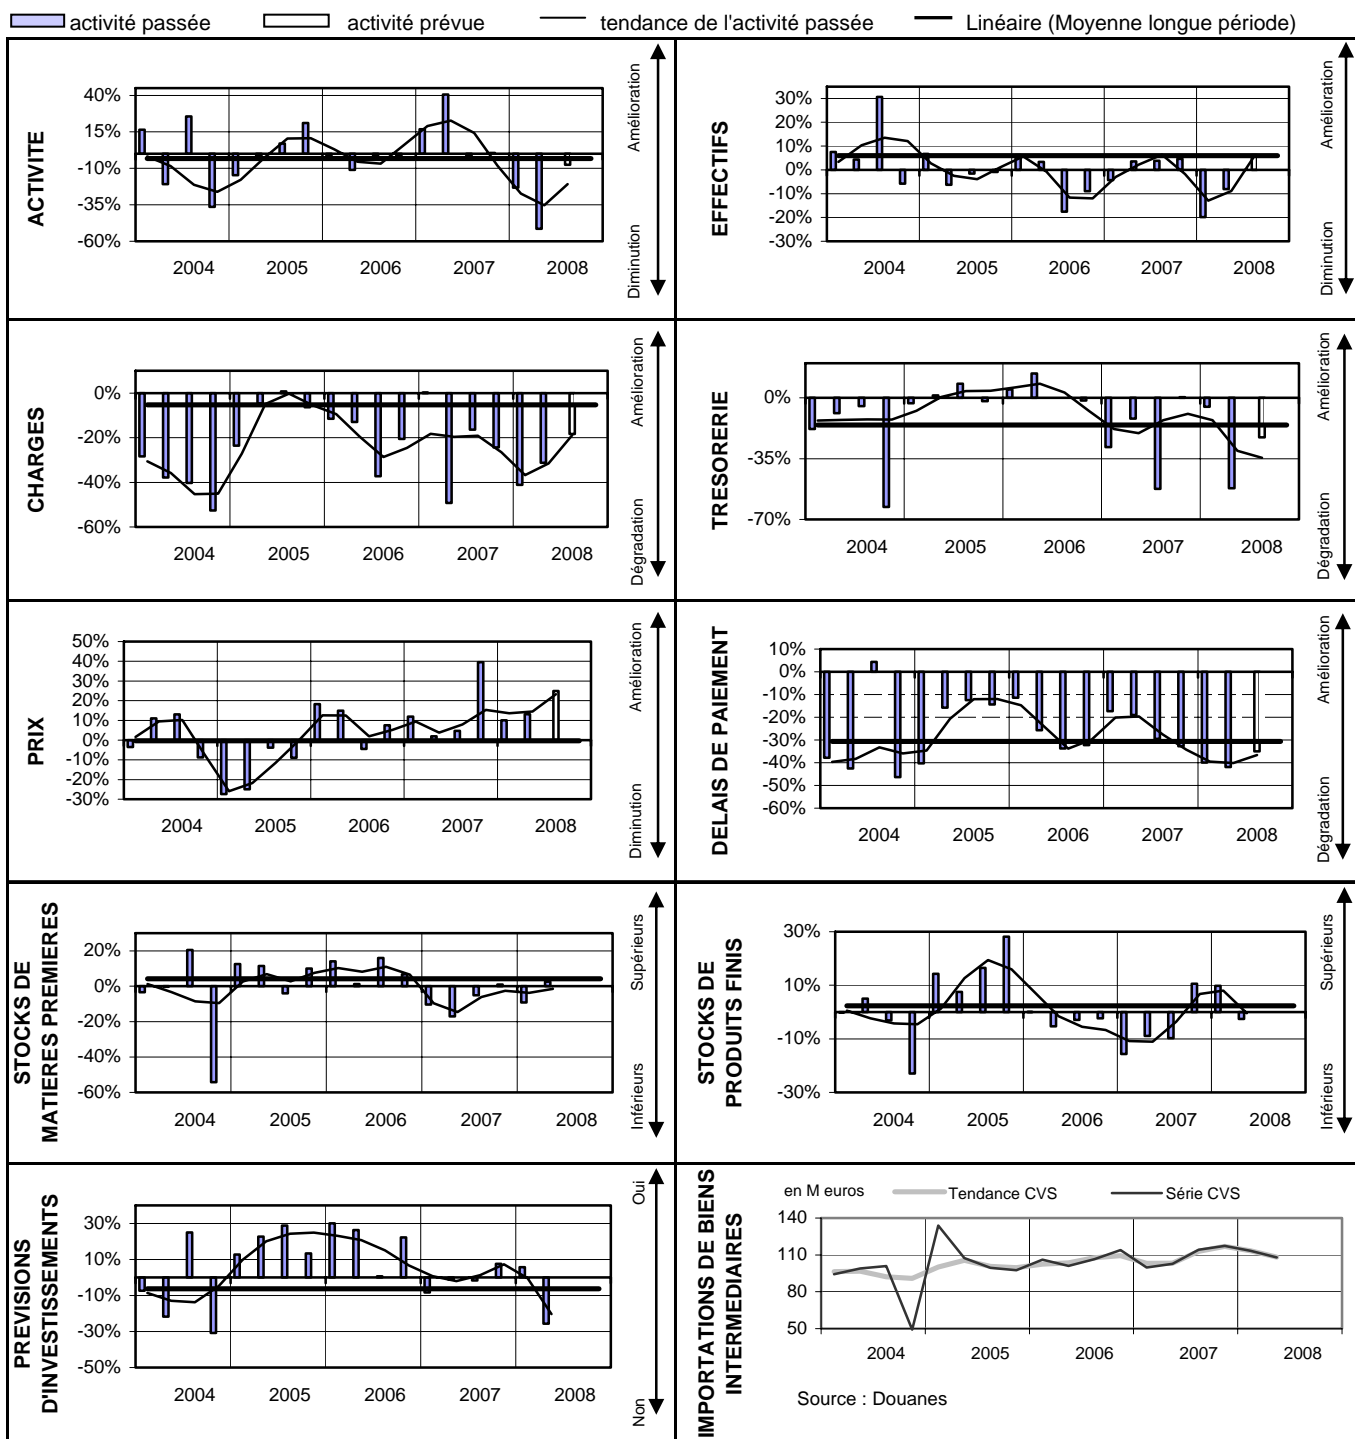 activité passée
activité prévue
tendance de l'activité passée
Linéaire (Moyenne longue période)
ACTIVITE
40%
15%
-10%
-35%
-60%
2004
2005
2006
2007
2008
Amélioration
Diminution
EFFECTIFS
30%
20%
10%
0%
-10%
-20%
-30%
2004
2005
2006
2007
2008
Amélioration
Diminution
CHARGES
0%
-20%
-40%
-60%
2004
2005
2006
2007
2008
Amélioration
Dégradation
TRESORERIE
0%
-35%
-70%
2004
2005
2006
2007
2008
Amélioration
Dégradation
PRIX
50%
40%
30%
20%
10%
0%
-10%
-20%
-30%
2004
2005
2006
2007
2008
Amélioration
Diminution
DELAIS DE PAIEMENT
10%
0%
-10%
-20%
-30%
-40%
-50%
-60%
2004
2005
2006
2007
2008
Amélioration
Dégradation
STOCKS DE
MATIERES PREMIERES
20%
0%
-20%
-40%
-60%
2004
2005
2006
2007
2008
Supérieurs
Inférieurs
STOCKS DE
PRODUITS FINIS
30%
10%
-10%
-30%
2004
2005
2006
2007
2008
Supérieurs
Inférieurs
PREVISIONS
D'INVESTISSEMENTS
30%
10%
-10%
-30%
-50%
2004
2005
2006
2007
2008
Oui
Non
IMPORTATIONS DE BIENS
INTERMEDIAIRES
en M euros
Tendance CVS
Série CVS
140
110
80
50
2004
2005
2006
2007
2008
Source : Douanes